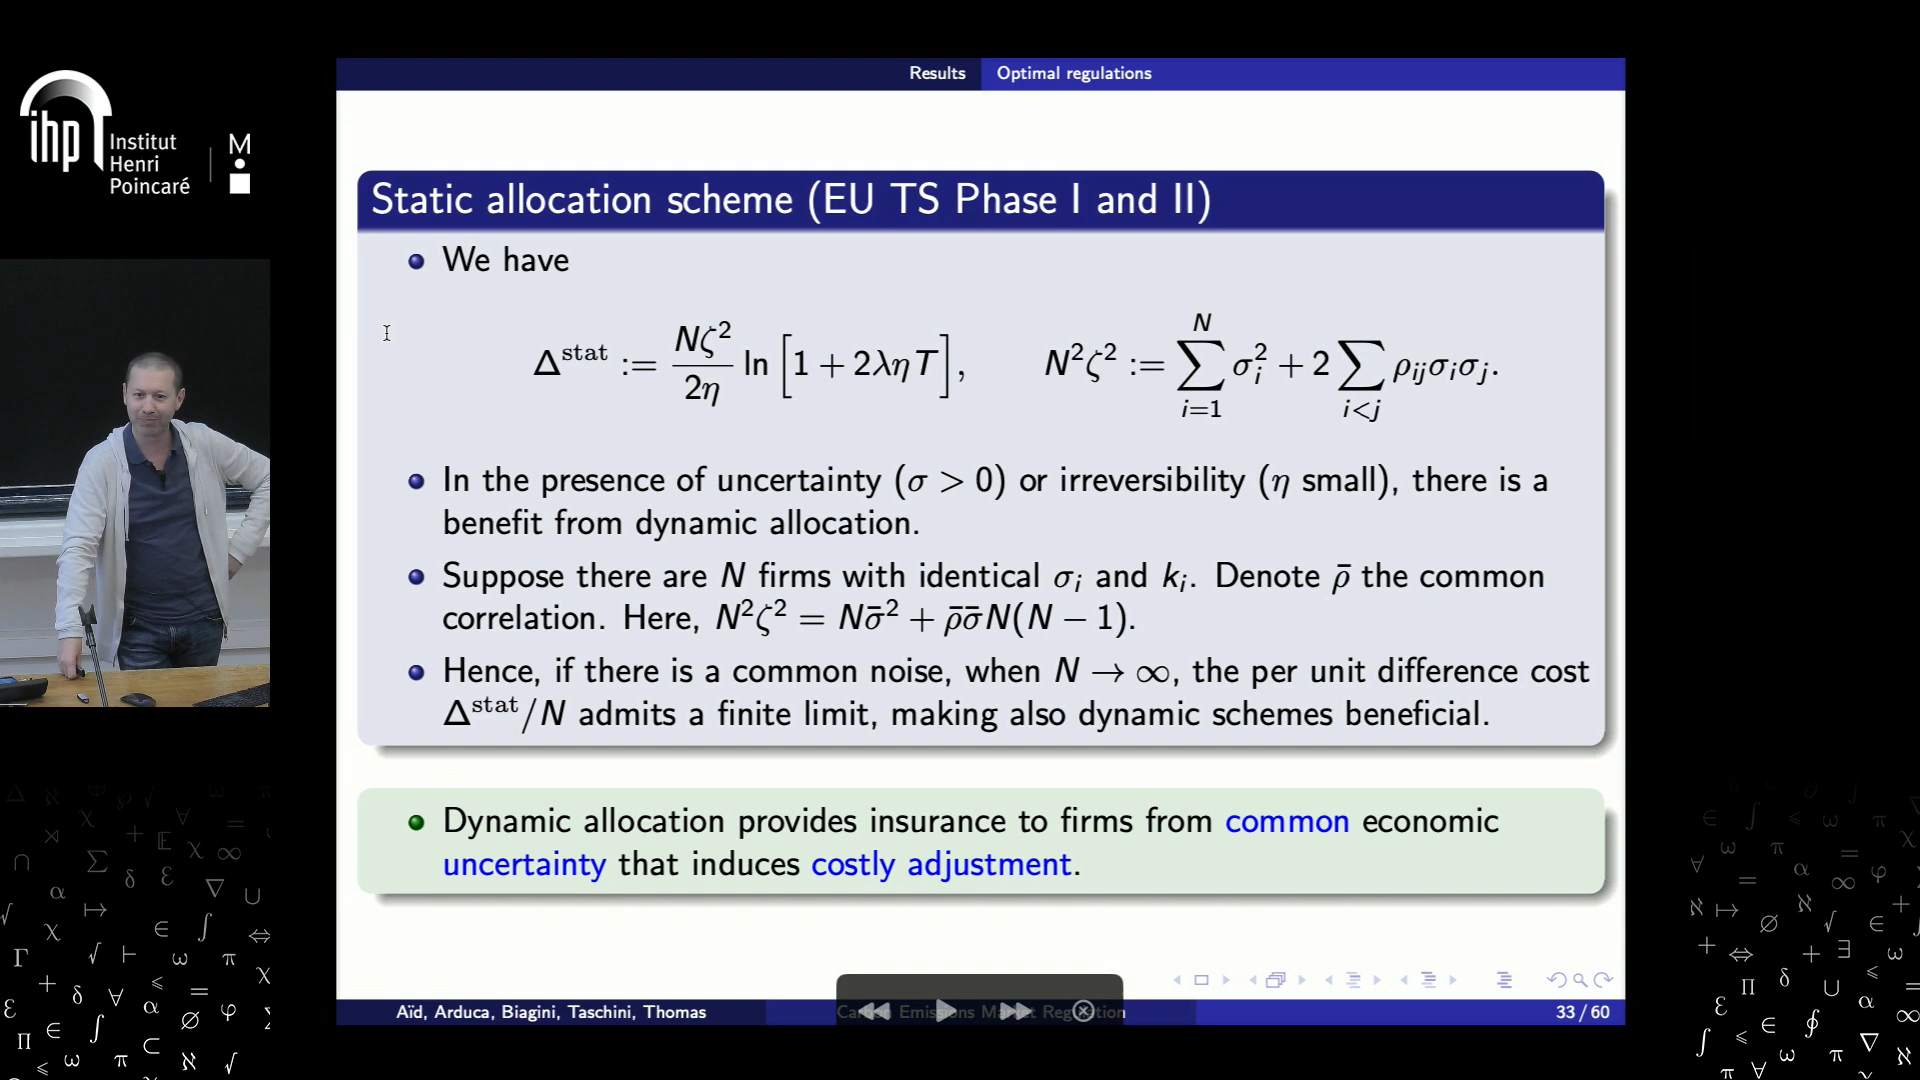 ihp
Institut
Henri
Poincaré
M
Results Optimal regulations
Static allocation scheme (EU TS Phase I and II)
We have
Δ^stat := Nζ²/2η ln [1 + 2ληT], N²ζ² := ∑_{i=1}^{N} σ_i² + 2 ∑_{i<j} ρ_ij σ_i σ_j.
In the presence of uncertainty (σ > 0) or irreversibility (η small), there is a
benefit from dynamic allocation.
Suppose there are N firms with identical σ_i and k_i. Denote ρ̄ the common
correlation. Here, N²ζ² = Nσ̄² + ρ̄σ̄N(N − 1).
Hence, if there is a common noise, when N → ∞, the per unit difference cost
Δ^stat/N admits a finite limit, making also dynamic schemes beneficial.
Dynamic allocation provides insurance to firms from common economic
uncertainty that induces costly adjustment.
Aïd, Arduca, Biagini, Taschini, Thomas
Carbon Emissions Market Regulation
33 / 60